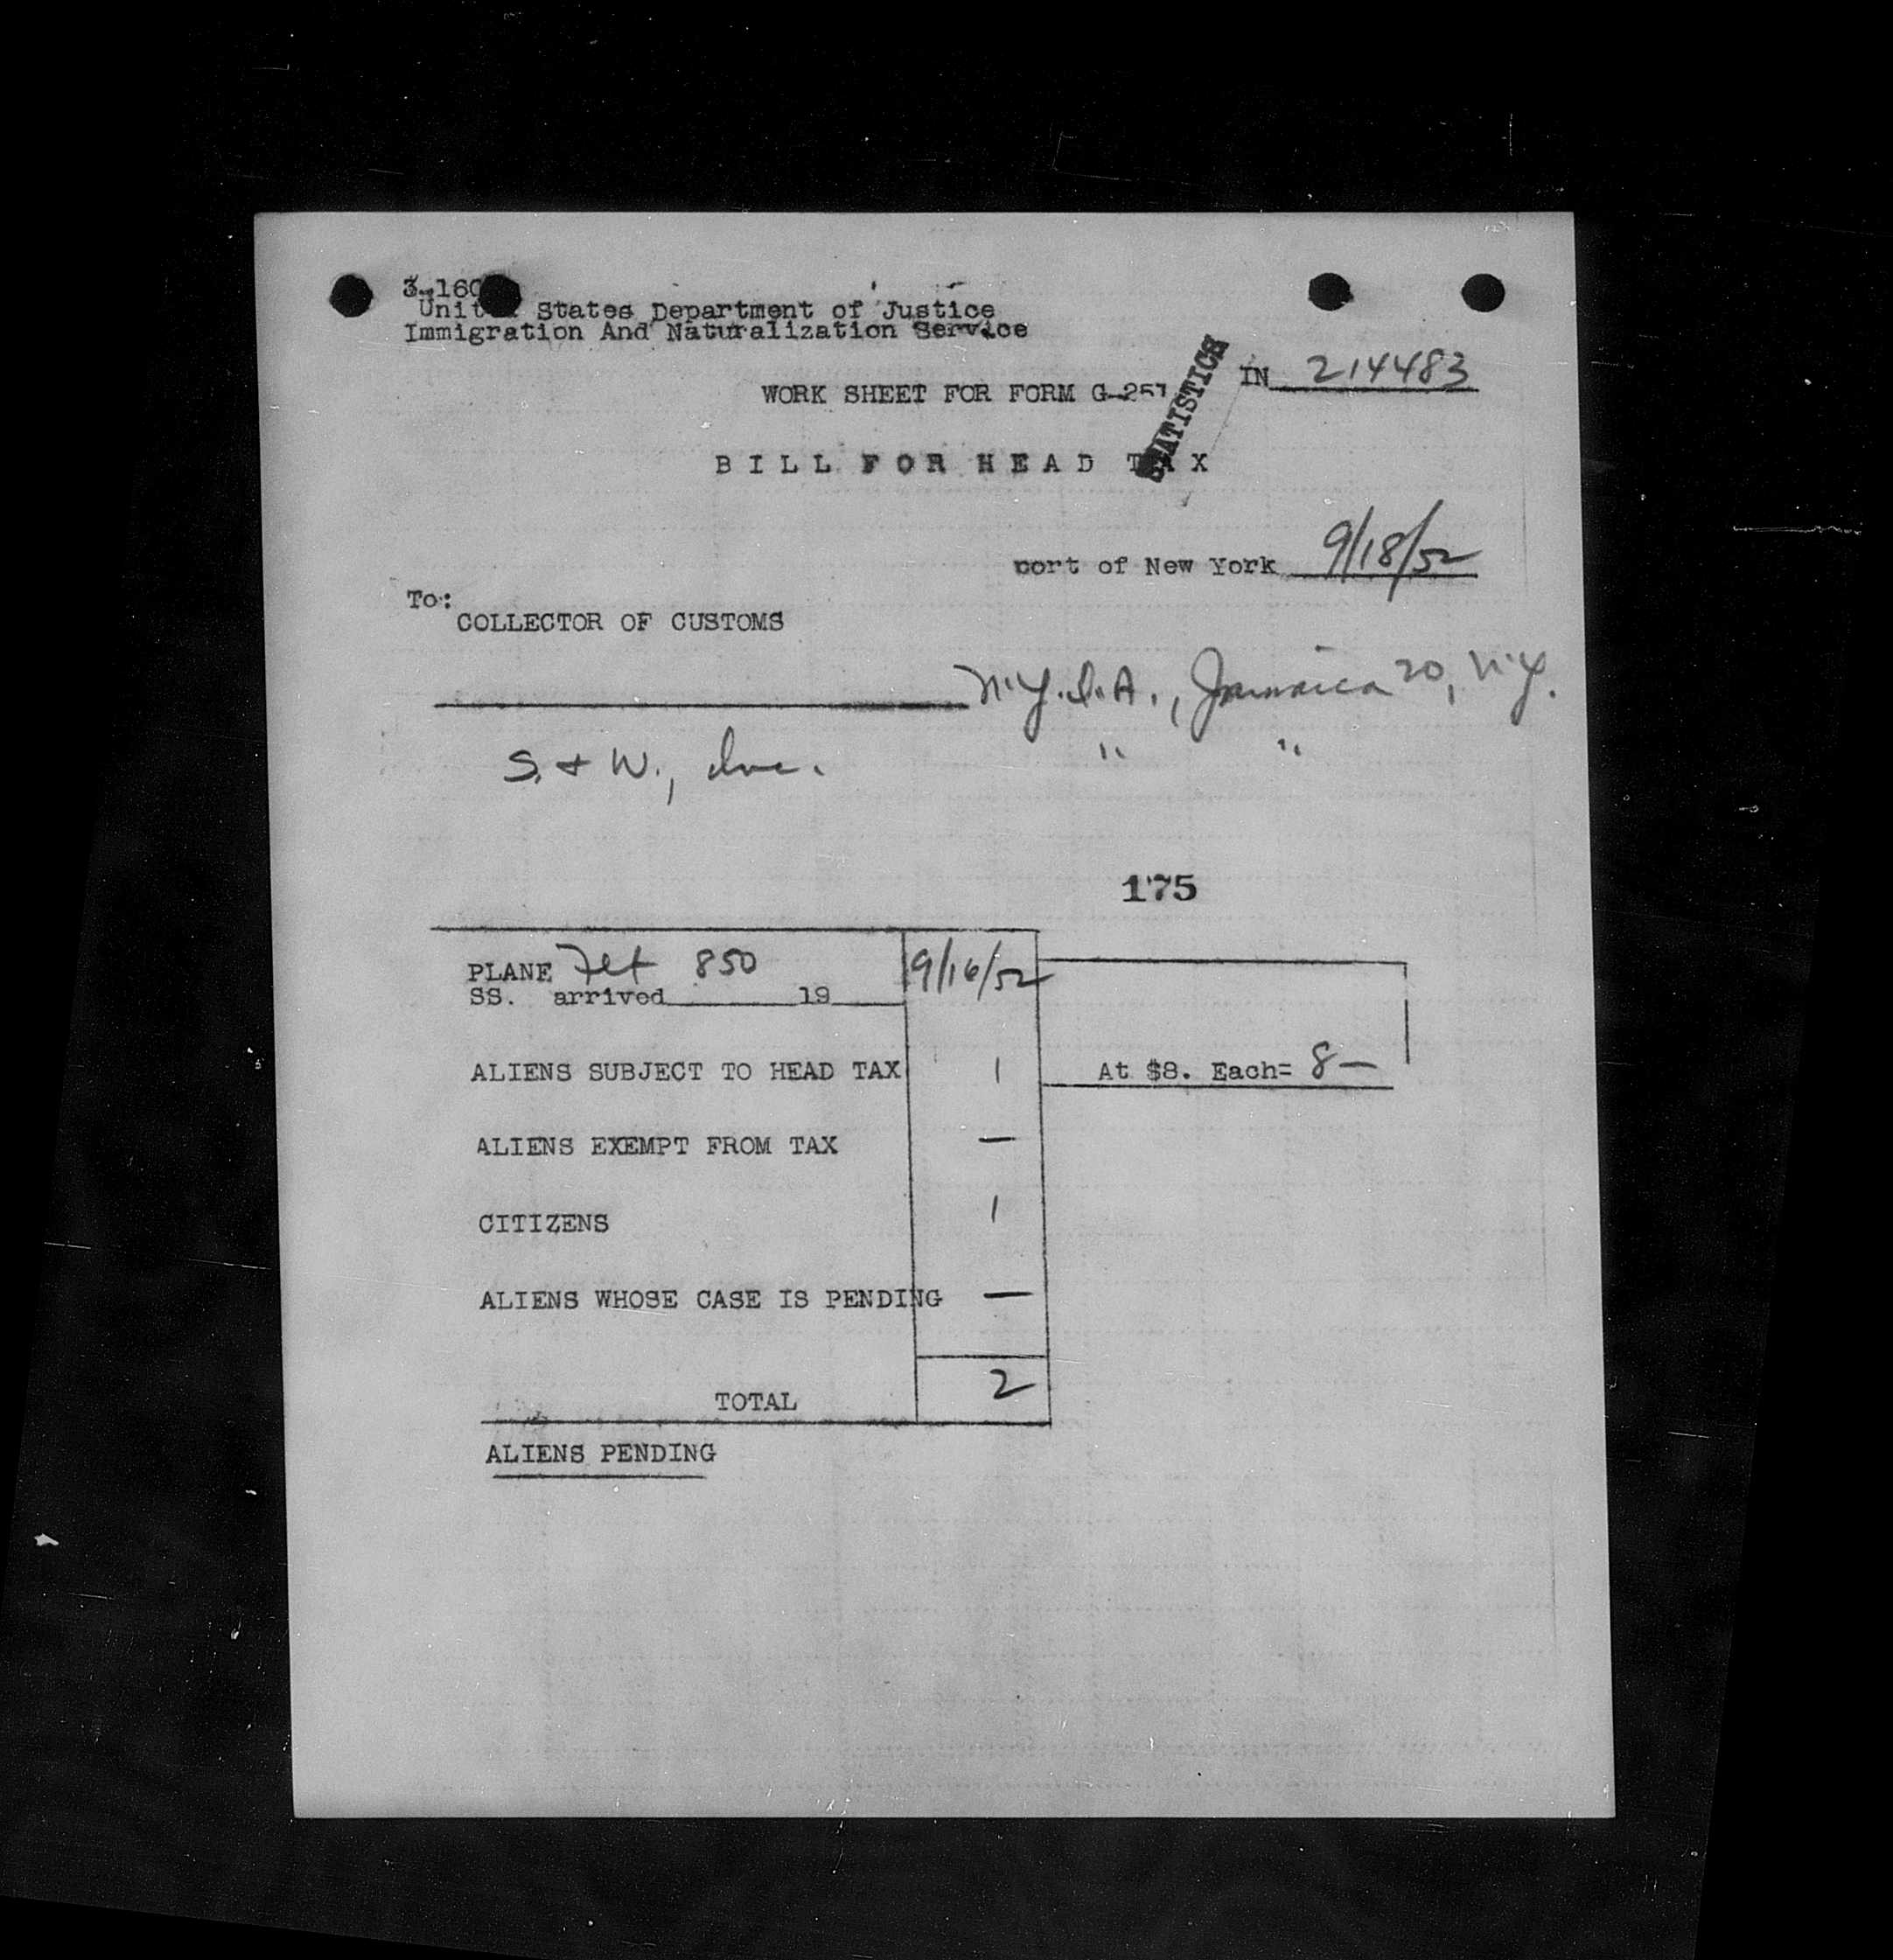 3-160
United States Department of Justice
Immigration And Naturalization Service
STATISTICS
IN 214483
WORK SHEET FOR FORM G-257
BILL FOR HEAD TAX
port of New York 9/18/52
To:
COLLECTOR OF CUSTOMS
N.Y.I.A., Jamaica 20, N.Y.
S. & W., Inc. " "
175
PLANE Flt 850 9/16/52
SS. arrived 19
ALIENS SUBJECT TO HEAD TAX 1 At $8. Each= 8—
ALIENS EXEMPT FROM TAX —
CITIZENS 1
ALIENS WHOSE CASE IS PENDING —
TOTAL 2
ALIENS PENDING